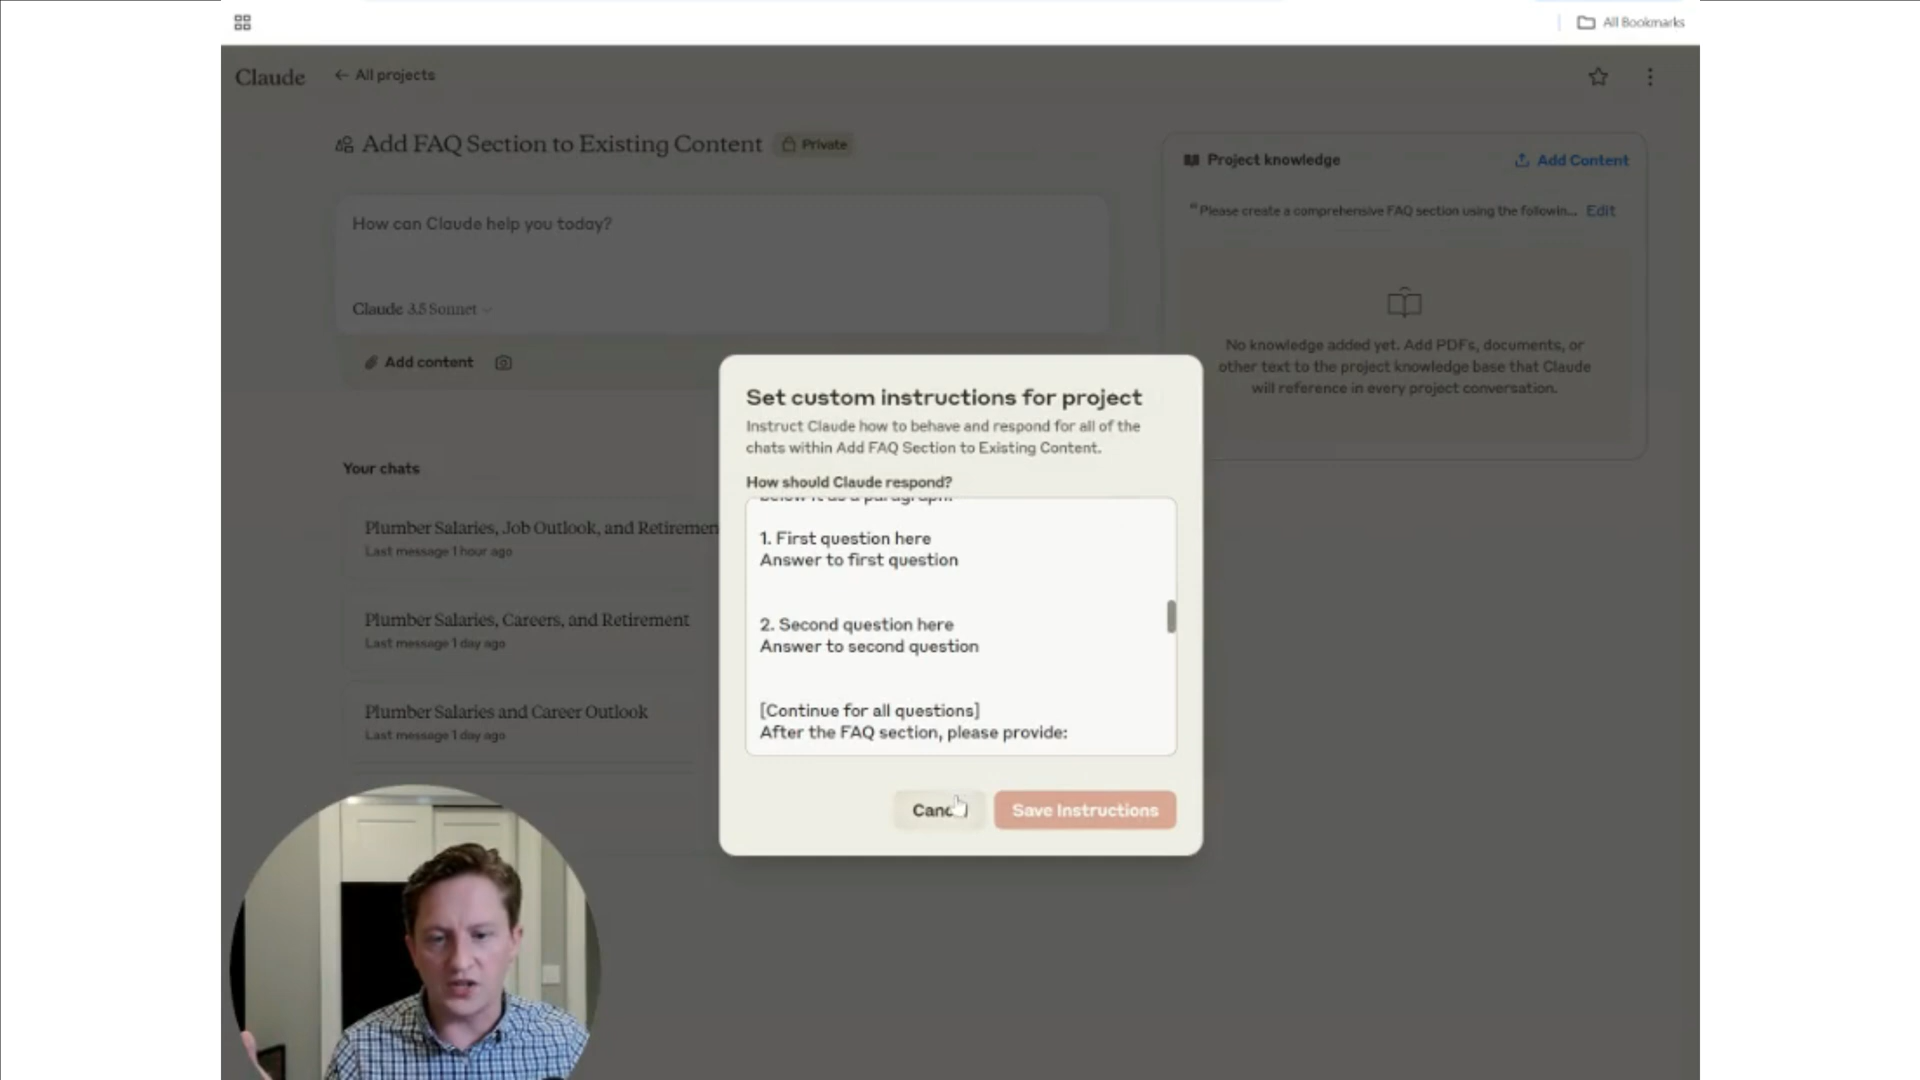 All Bookmarks
Claude
← All projects
Add FAQ Section to Existing Content
Private
How can Claude help you today?
Claude 3.5 Sonnet
Add content
Project knowledge
Add Content
"Please create a comprehensive FAQ section using the followin...
Edit
No knowledge added yet. Add PDFs, documents, or
other text to the project knowledge base that Claude
will reference in every project conversation.
Your chats
Plumber Salaries, Job Outlook, and Retiremen
Last message 1 hour ago
Plumber Salaries, Careers, and Retirement
Last message 1 day ago
Plumber Salaries and Career Outlook
Last message 1 day ago
Set custom instructions for project
Instruct Claude how to behave and respond for all of the
chats within Add FAQ Section to Existing Content.
How should Claude respond?
below it as a paragraph.
1. First question here
Answer to first question
2. Second question here
Answer to second question
[Continue for all questions]
After the FAQ section, please provide:
Cancel
Save Instructions